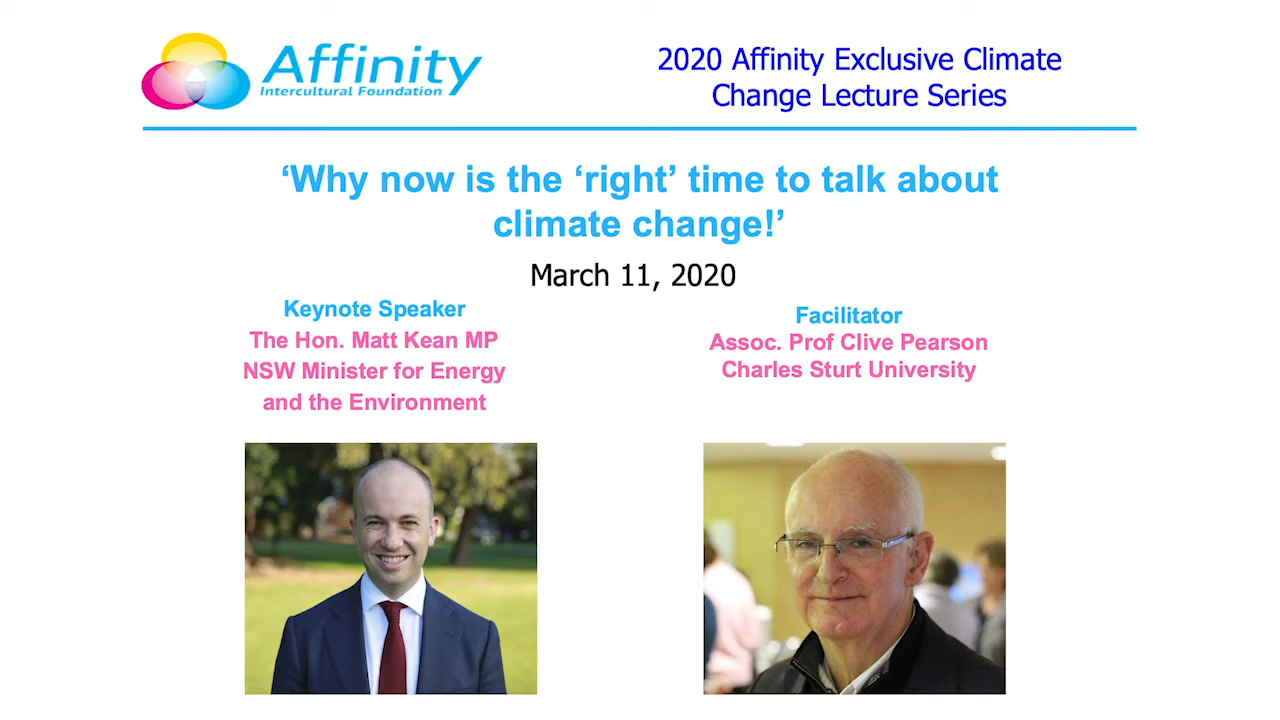 Affinity
Intercultural Foundation
2020 Affinity Exclusive Climate
Change Lecture Series
‘Why now is the ‘right’ time to talk about
climate change!’
March 11, 2020
Keynote Speaker
The Hon. Matt Kean MP
NSW Minister for Energy
and the Environment
Facilitator
Assoc. Prof Clive Pearson
Charles Sturt University